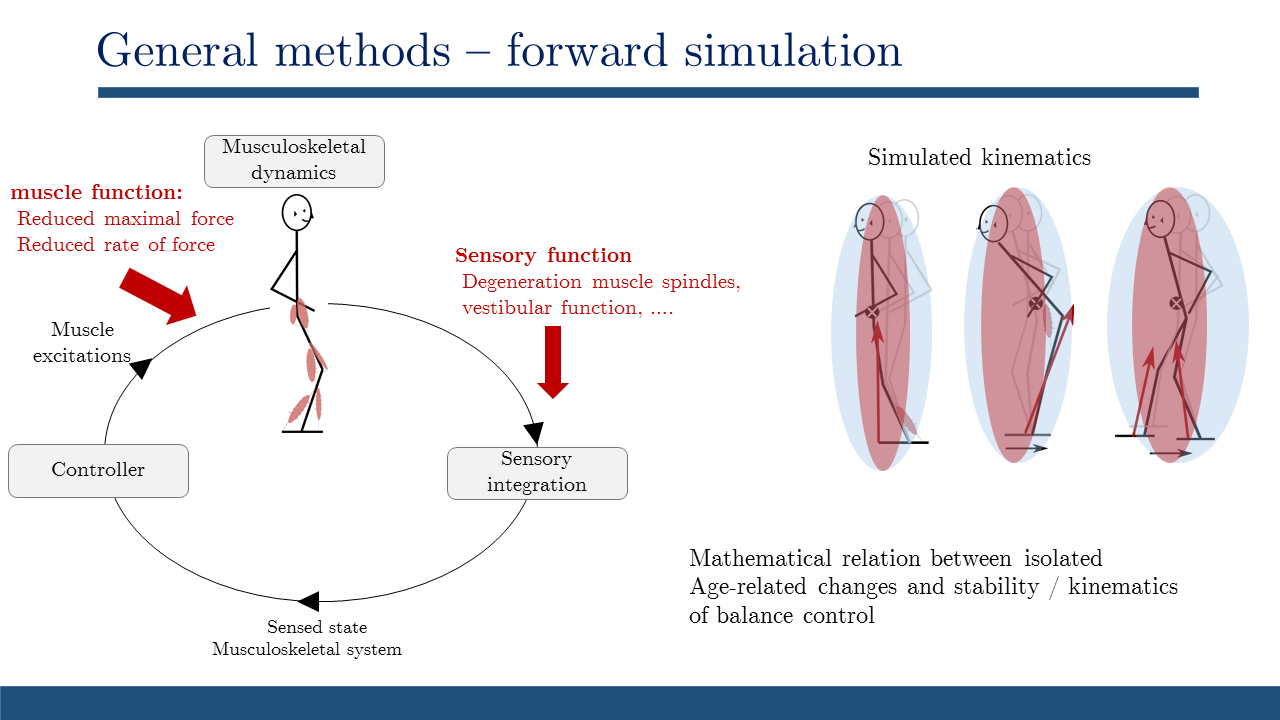 General methods – forward simulation
Musculoskeletal
dynamics
muscle function:
Reduced maximal force
Reduced rate of force
Sensory function
Degeneration muscle spindles,
vestibular function, ....
Muscle
excitations
Controller
Sensory
integration
Sensed state
Musculoskeletal system
Simulated kinematics
Mathematical relation between isolated
Age-related changes and stability / kinematics
of balance control